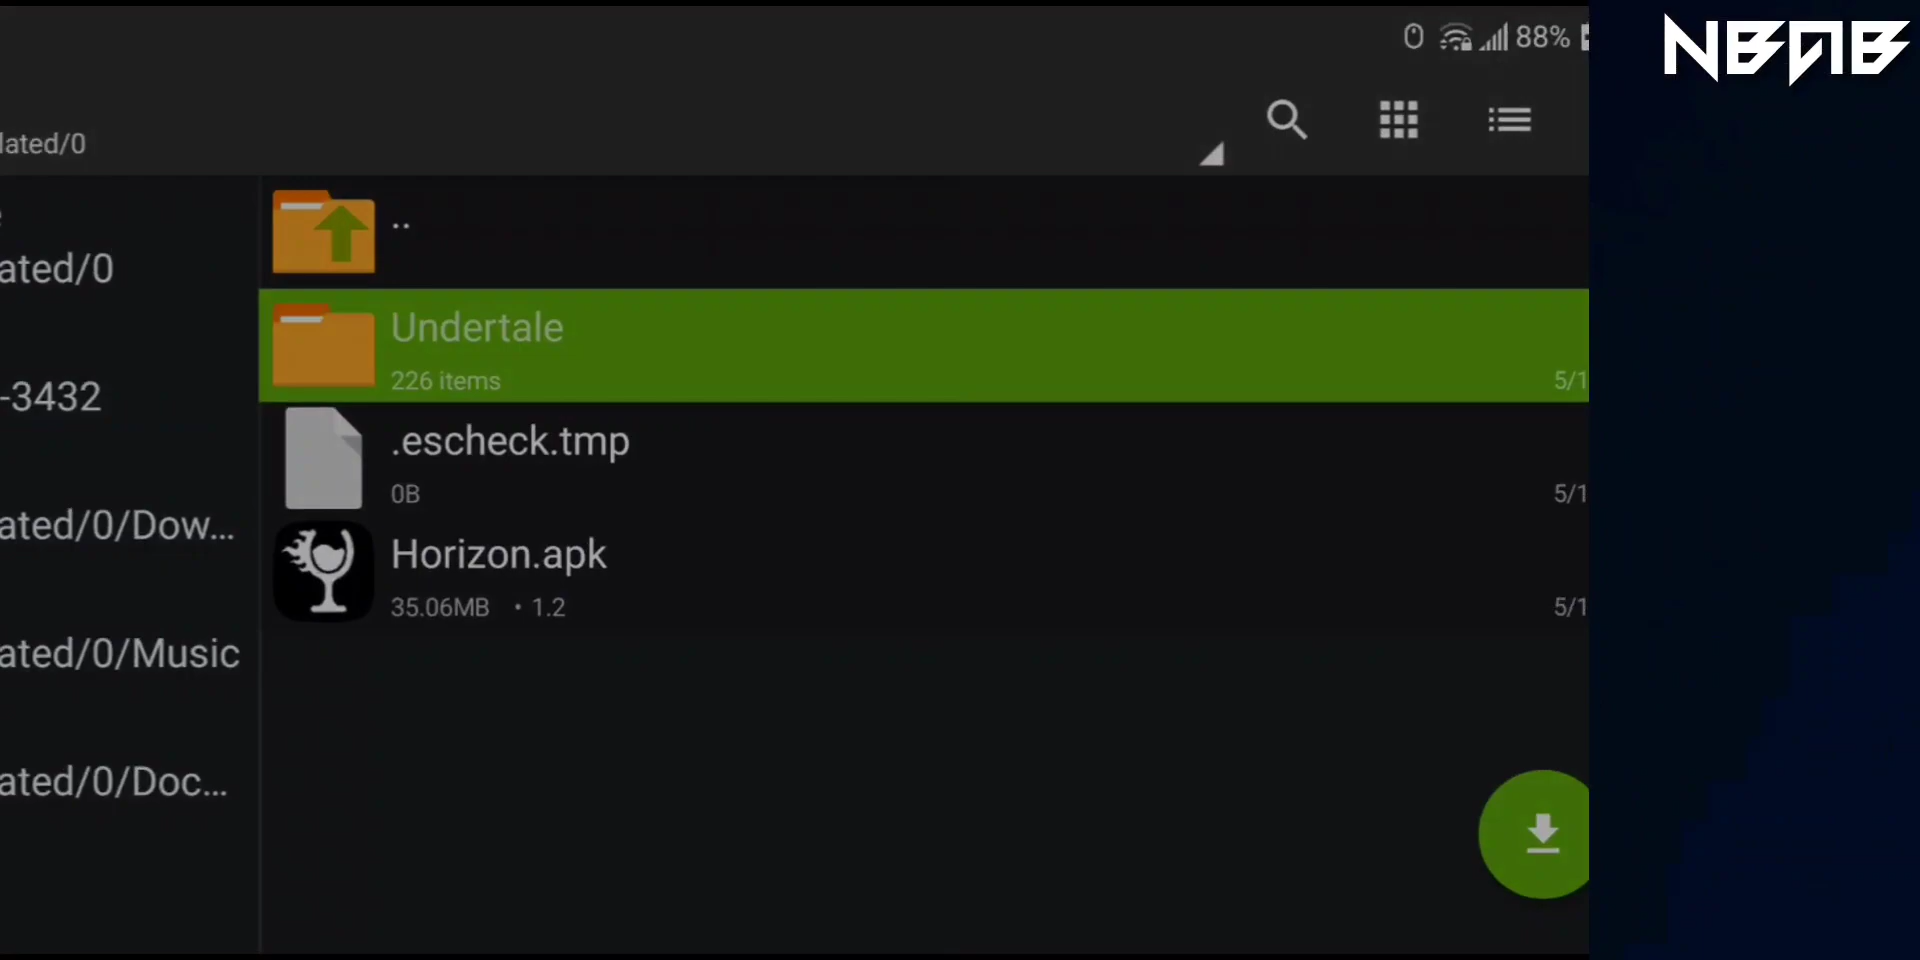 88%
NBAB
lated/0
..
ated/0
Undertale
226 items
5/1
-3432
.escheck.tmp
0B
5/1
ated/0/Dow...
Horizon.apk
35.06MB • 1.2
5/1
ated/0/Music
ated/0/Doc...